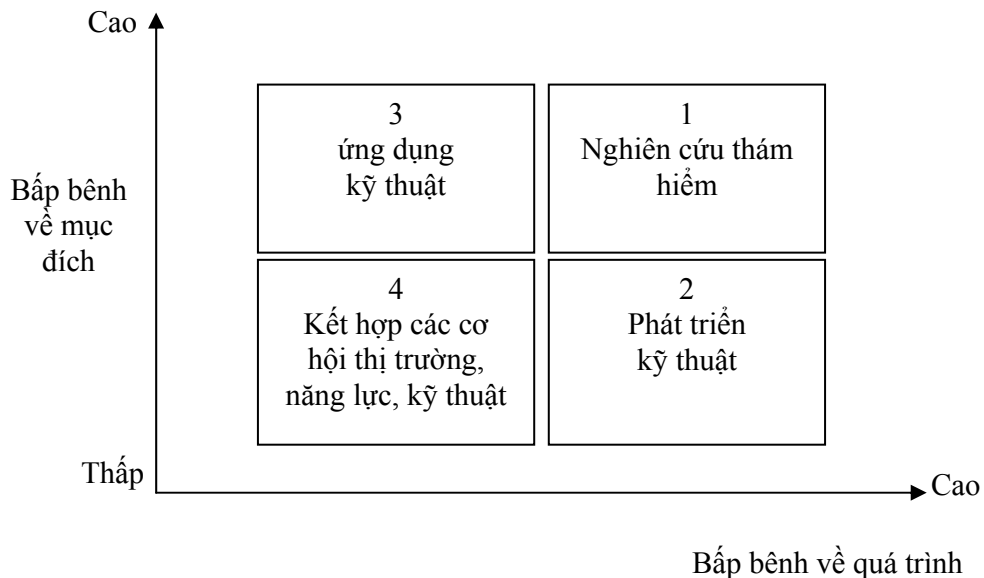 Cao
3
ứng dụng
kỹ thuật
1
Nghiên cứu thám
hiểm
Bấp bênh
về mục
đích
4
Kết hợp các cơ
hội thị trường,
năng lực, kỹ thuật
2
Phát triển
kỹ thuật
Thấp
Cao
Bấp bênh về quá trình